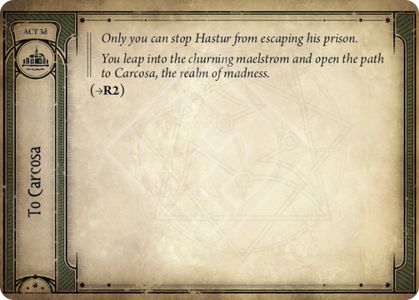 ACT 3d
To Carcosa
Only you can stop Hastur from escaping his prison.
You leap into the churning maelstrom and open the path
to Carcosa, the realm of madness.
(→R2)